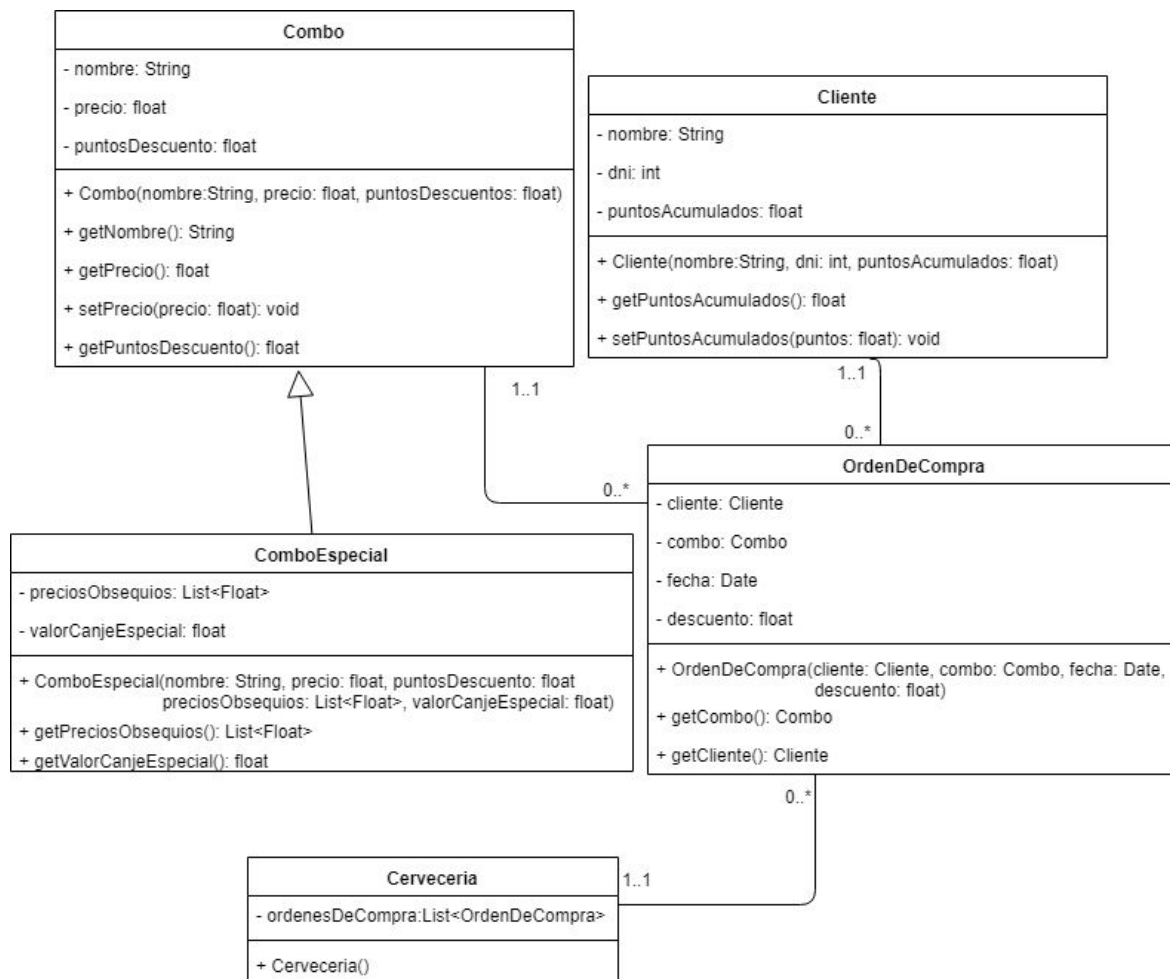 Combo
- nombre: String
- precio: float
- puntosDescuento: float
+ Combo(nombre:String, precio: float, puntosDescuentos: float)
+ getNombre(): String
+ getPrecio(): float
+ setPrecio(precio: float): void
+ getPuntosDescuento(): float
Cliente
- nombre: String
- dni: int
- puntosAcumulados: float
+ Cliente(nombre:String, dni: int, puntosAcumulados: float)
+ getPuntosAcumulados(): float
+ setPuntosAcumulados(puntos: float): void
1..1
1..1
0..*
0..*
OrdenDeCompra
- cliente: Cliente
- combo: Combo
- fecha: Date
- descuento: float
+ OrdenDeCompra(cliente: Cliente, combo: Combo, fecha: Date,
descuento: float)
+ getCombo(): Combo
+ getCliente(): Cliente
ComboEspecial
- preciosObsequios: List<Float>
- valorCanjeEspecial: float
+ ComboEspecial(nombre: String, precio: float, puntosDescuento: float
preciosObsequios: List<Float>, valorCanjeEspecial: float)
+ getPreciosObsequios(): List<Float>
+ getValorCanjeEspecial(): float
0..*
1..1
Cerveceria
- ordenesDeCompra:List<OrdenDeCompra>
+ Cerveceria()